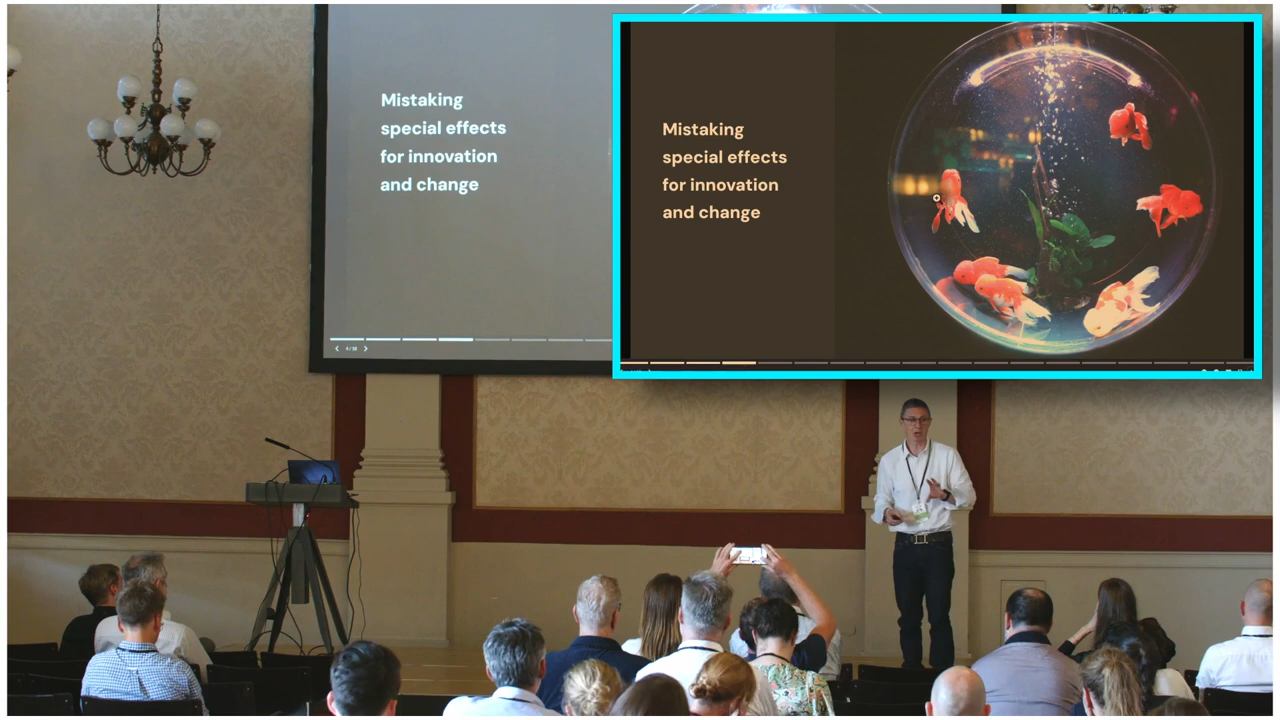 Mistaking
special effects
for innovation
and change
Mistaking
special effects
for innovation
and change